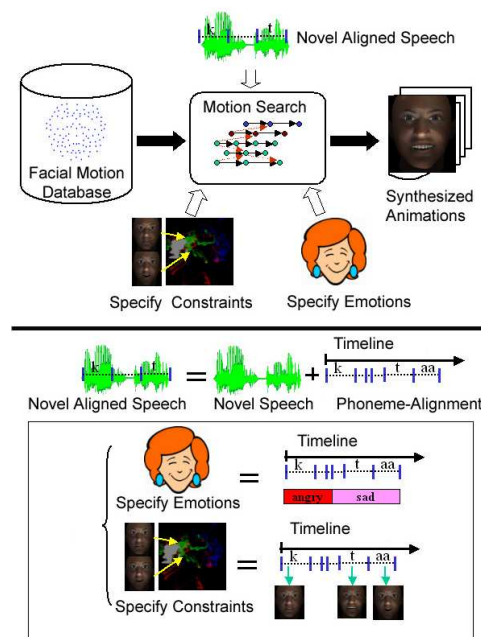 k t
Novel Aligned Speech
Motion Search
Facial Motion
Database
Synthesized
Animations
Specify Constraints
Specify Emotions
Timeline
k t
=
+
k t aa
Novel Aligned Speech
Novel Speech
Phoneme-Alignment
Timeline
=
k t aa
Specify Emotions
angry sad
Timeline
=
k t aa
Specify Constraints